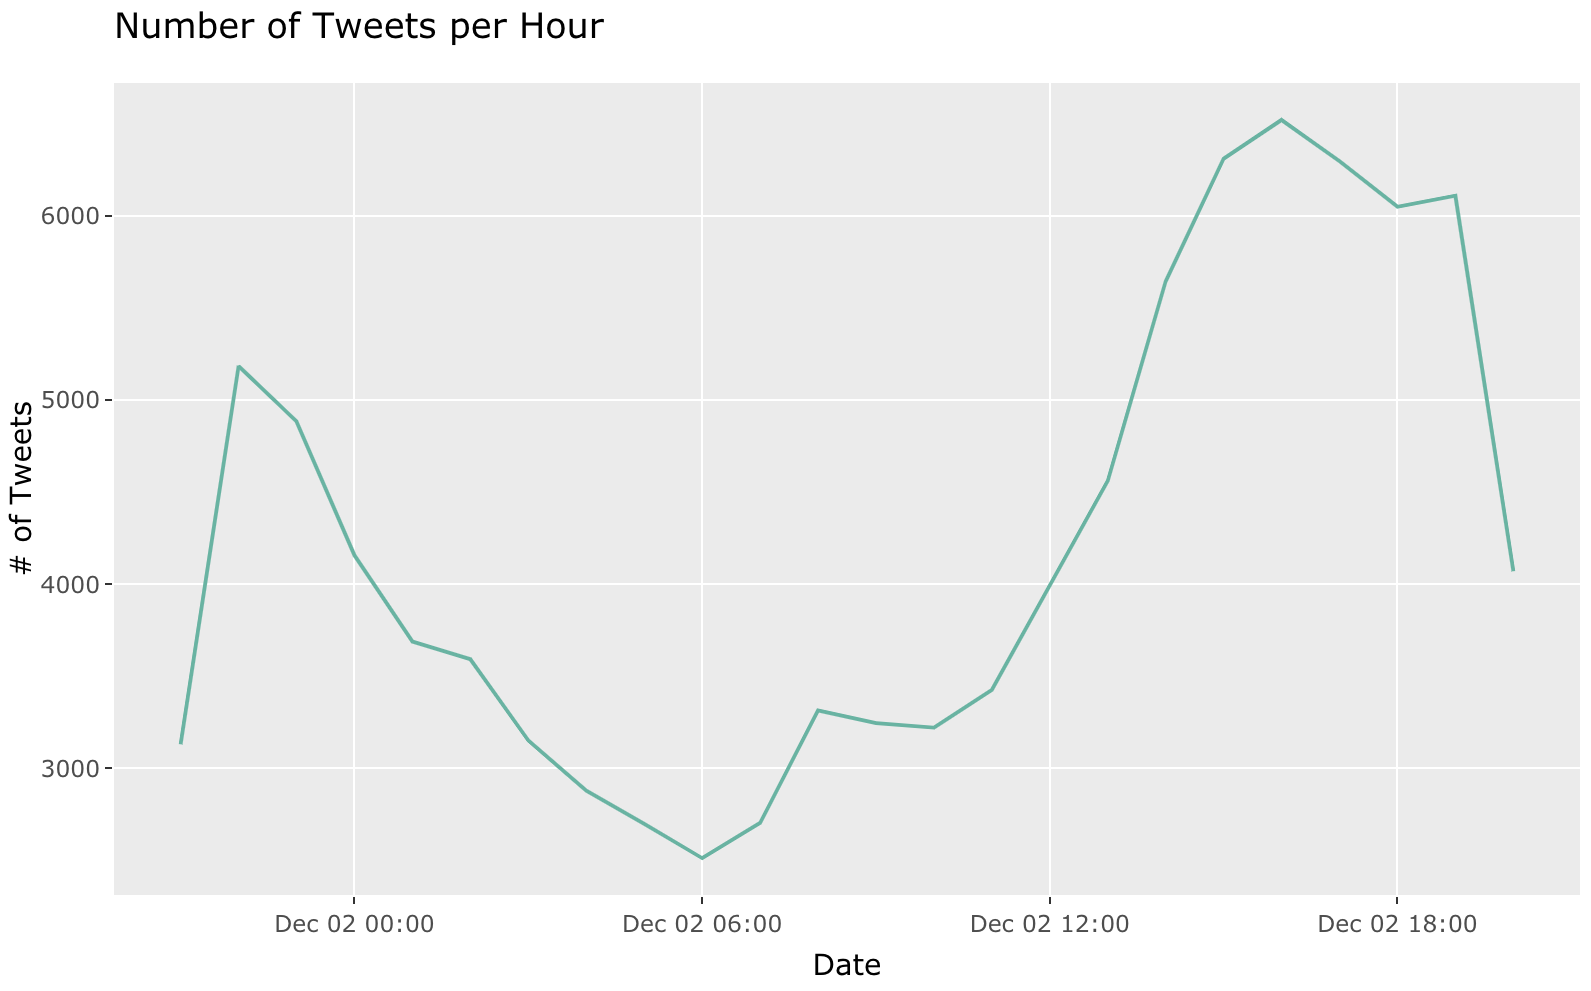 Number of Tweets per Hour
# of Tweets
6000
5000
4000
3000
Dec 02 00:00
Dec 02 06:00
Dec 02 12:00
Dec 02 18:00
Date